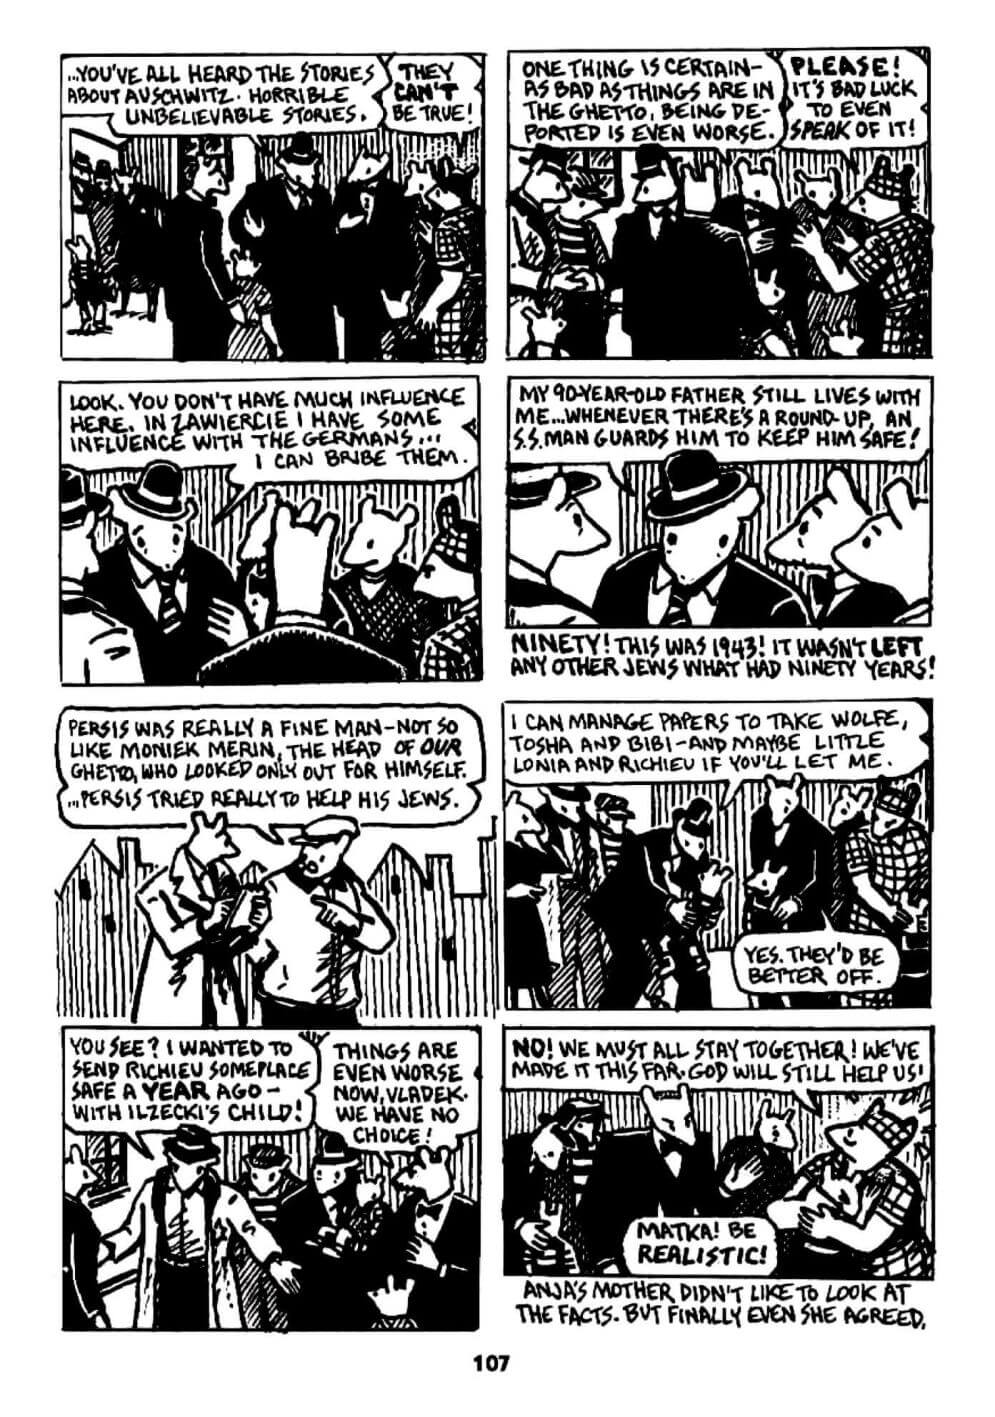 ...YOU'VE ALL HEARD THE STORIES
ABOUT AUSCHWITZ. HORRIBLE
UNBELIEVABLE STORIES.
THEY
CAN'T
BE TRUE!
ONE THING IS CERTAIN-
AS BAD AS THINGS ARE IN
THE GHETTO, BEING DE-
PORTED IS EVEN WORSE.
PLEASE!
IT'S BAD LUCK
TO EVEN
SPEAK OF IT!
LOOK. YOU DON'T HAVE MUCH INFLUENCE
HERE. IN ZAWIERCIE I HAVE SOME
INFLUENCE WITH THE GERMANS...
I CAN BRIBE THEM.
MY 90-YEAR-OLD FATHER STILL LIVES WITH
ME...WHENEVER THERE'S A ROUND-UP, AN
S.S. MAN GUARDS HIM TO KEEP HIM SAFE!
NINETY! THIS WAS 1943! IT WASN'T LEFT
ANY OTHER JEWS WHAT HAD NINETY YEARS!
PERSIS WAS REALLY A FINE MAN-NOT SO
LIKE MONIEK MERIN, THE HEAD OF OUR
GHETTO, WHO LOOKED ONLY OUT FOR HIMSELF.
...PERSIS TRIED REALLY TO HELP HIS JEWS.
I CAN MANAGE PAPERS TO TAKE WOLFE,
TOSHA AND BIBI-AND MAYBE LITTLE
LONIA AND RICHIEU IF YOU'LL LET ME.
YES. THEY'D BE
BETTER OFF.
YOU SEE? I WANTED TO
SEND RICHIEU SOMEPLACE
SAFE A YEAR AGO-
WITH ILZECKI'S CHILD!
THINGS ARE
EVEN WORSE
NOW, VLADEK.
WE HAVE NO
CHOICE!
NO! WE MUST ALL STAY TOGETHER! WE'VE
MADE IT THIS FAR. GOD WILL STILL HELP US!
MATKA! BE
REALISTIC!
ANJA'S MOTHER DIDN'T LIKE TO LOOK AT
THE FACTS. BUT FINALLY EVEN SHE AGREED.
107